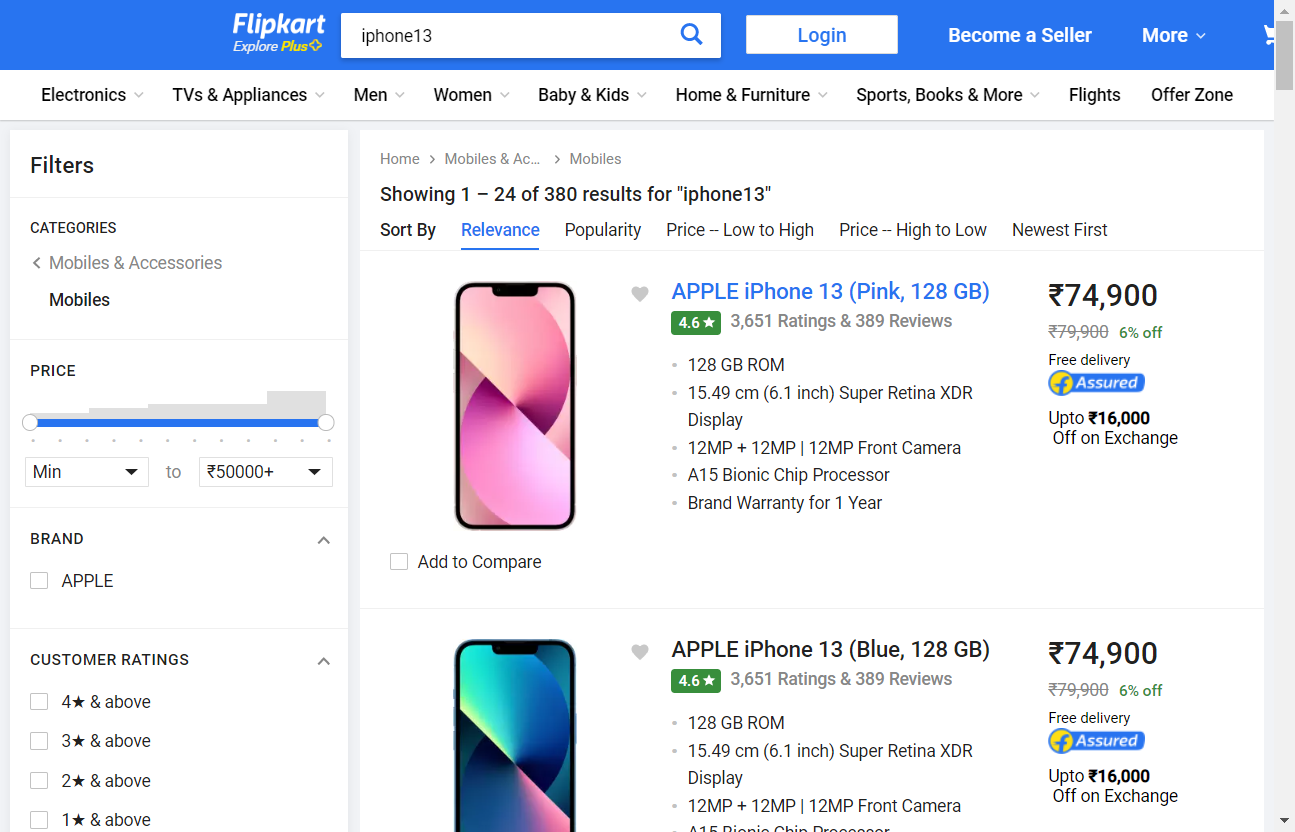 Flipkart
Explore Plus
iphone13
Login
Become a Seller
More
Electronics
TVs & Appliances
Men
Women
Baby & Kids
Home & Furniture
Sports, Books & More
Flights
Offer Zone
Filters
CATEGORIES
Mobiles & Accessories
Mobiles
PRICE
Min
to
₹50000+
BRAND
APPLE
CUSTOMER RATINGS
4★ & above
3★ & above
2★ & above
1★ & above
Home
Mobiles & Ac...
Mobiles
Showing 1 – 24 of 380 results for "iphone13"
Sort By
Relevance
Popularity
Price -- Low to High
Price -- High to Low
Newest First
APPLE iPhone 13 (Pink, 128 GB)
4.6★ 3,651 Ratings & 389 Reviews
128 GB ROM
15.49 cm (6.1 inch) Super Retina XDR
Display
12MP + 12MP | 12MP Front Camera
A15 Bionic Chip Processor
Brand Warranty for 1 Year
₹74,900
₹79,900 6% off
Free delivery
Assured
Upto ₹16,000
Off on Exchange
Add to Compare
APPLE iPhone 13 (Blue, 128 GB)
4.6★ 3,651 Ratings & 389 Reviews
128 GB ROM
15.49 cm (6.1 inch) Super Retina XDR
Display
12MP + 12MP | 12MP Front Camera
A15 Bionic Chip Processor
₹74,900
₹79,900 6% off
Free delivery
Assured
Upto ₹16,000
Off on Exchange